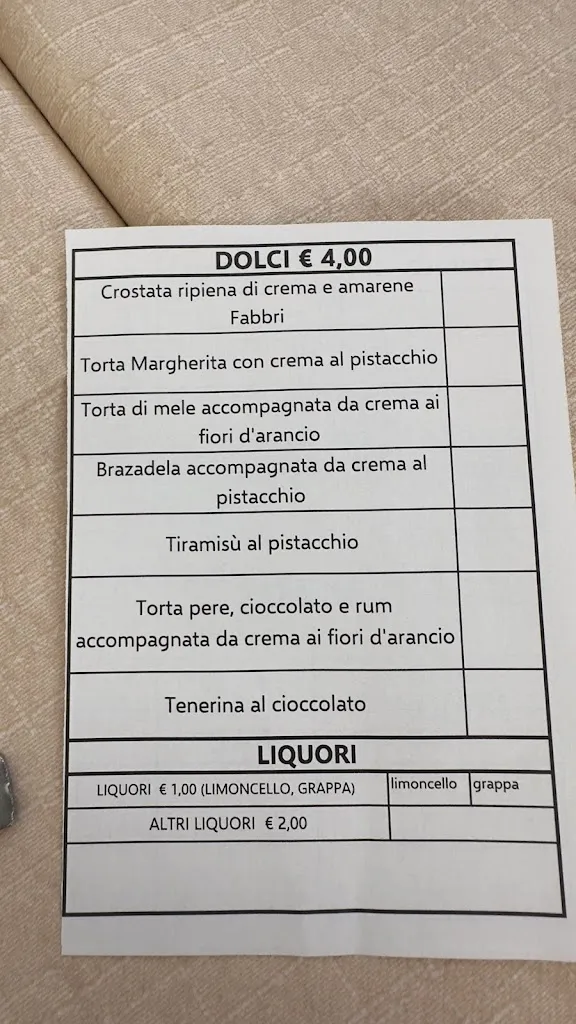 DOLCI € 4,00
Crostata ripiena di crema e amarene
Fabbri
Torta Margherita con crema al pistacchio
Torta di mele accompagnata da crema ai
fiori d'arancio
Brazadela accompagnata da crema al
pistacchio
Tiramisù al pistacchio
Torta pere, cioccolato e rum
accompagnata da crema ai fiori d'arancio
Tenerina al cioccolato
LIQUORI
LIQUORI € 1,00 (LIMONCELLO, GRAPPA) limoncello grappa
ALTRI LIQUORI € 2,00